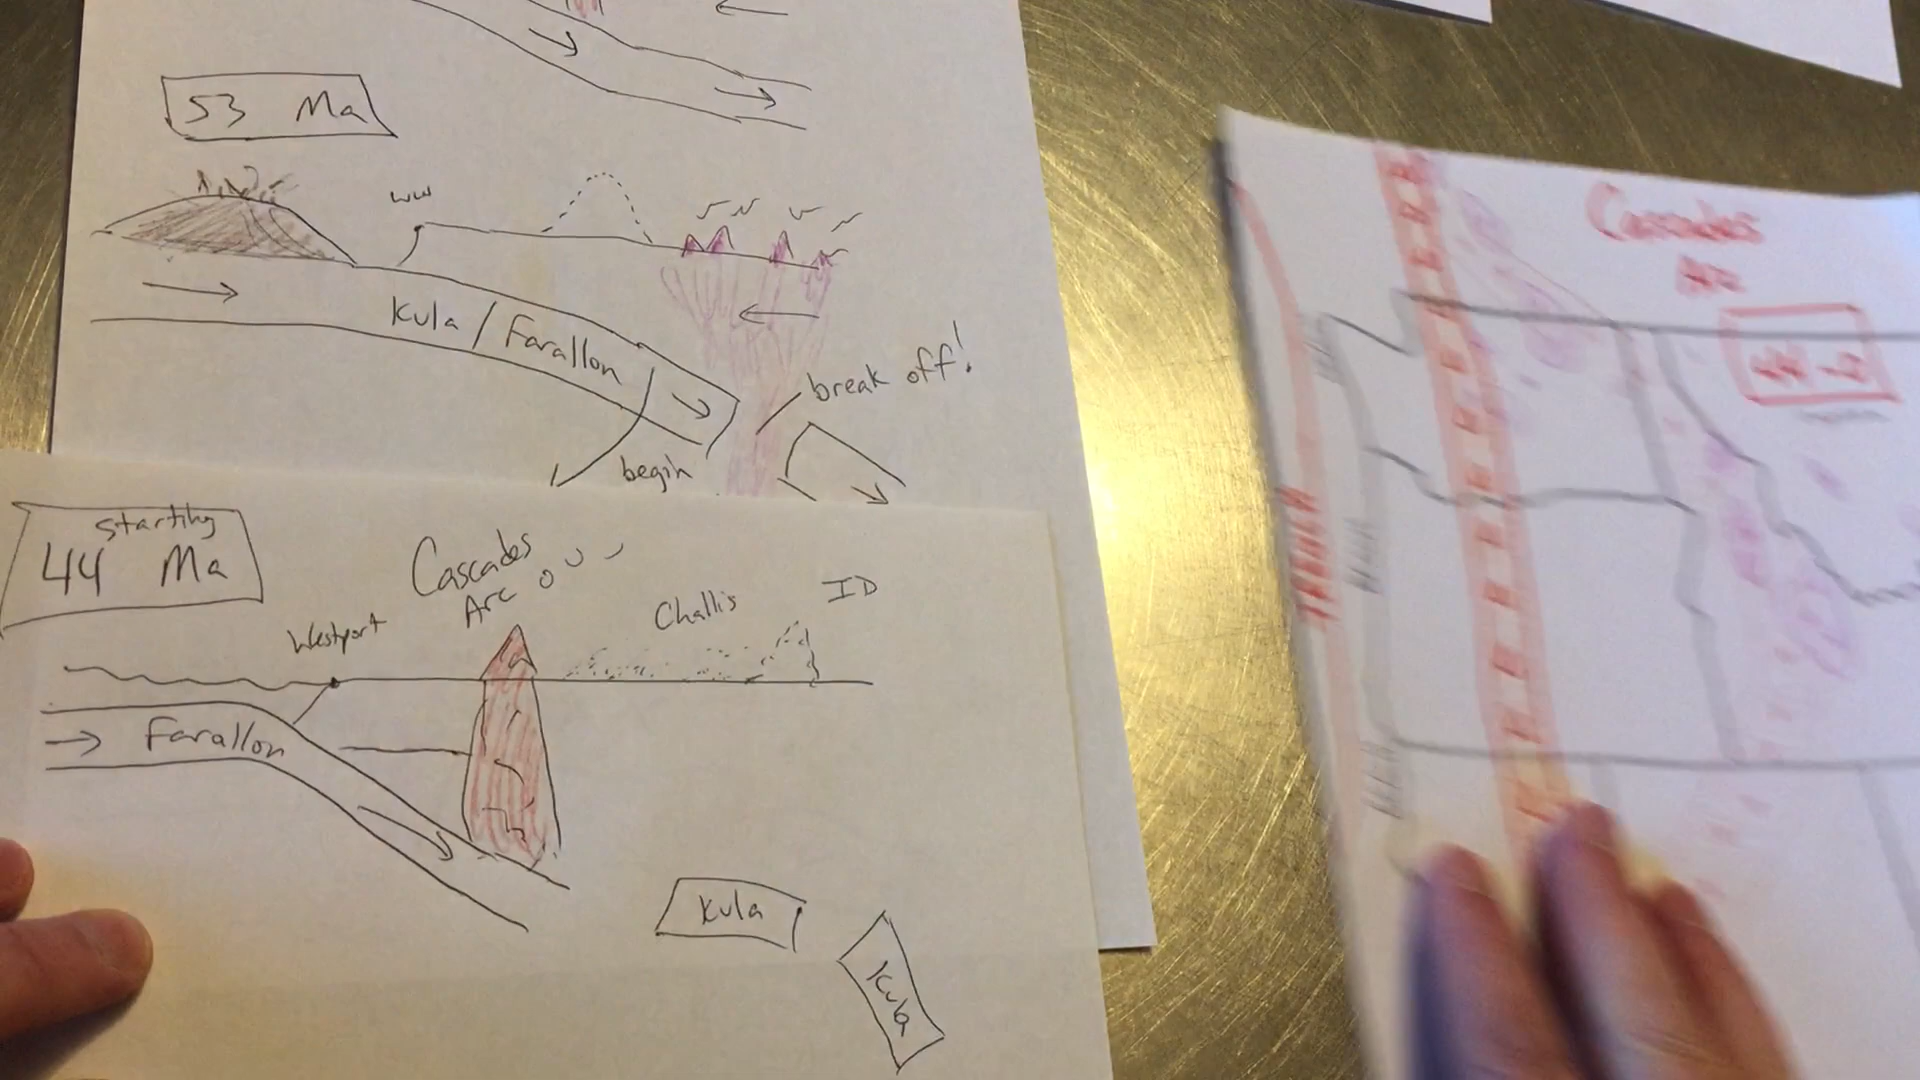 53 Ma
WW
Kula / Farallon
break off!
begin
starting
44 Ma
Cascades
Arc
Westport
Challis
ID
Farallon
Kula
Kula
Cascades
Arc